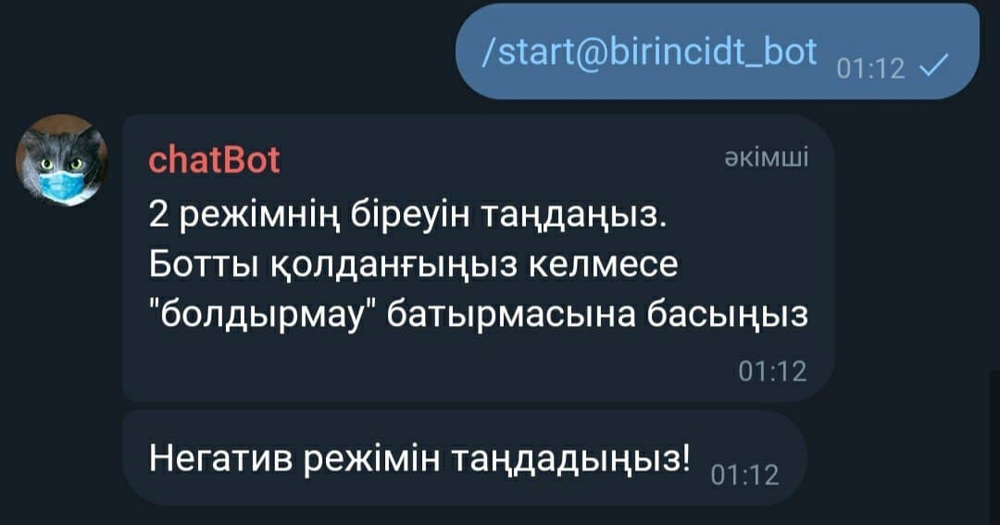 /start@birincidt_bot 01:12
chatBot әкімші
2 режімнің біреуін таңдаңыз.
Ботты қолданғыңыз келмесе
"болдырмау" батырмасына басыңыз
01:12
Негатив режімін таңдадыңыз! 01:12